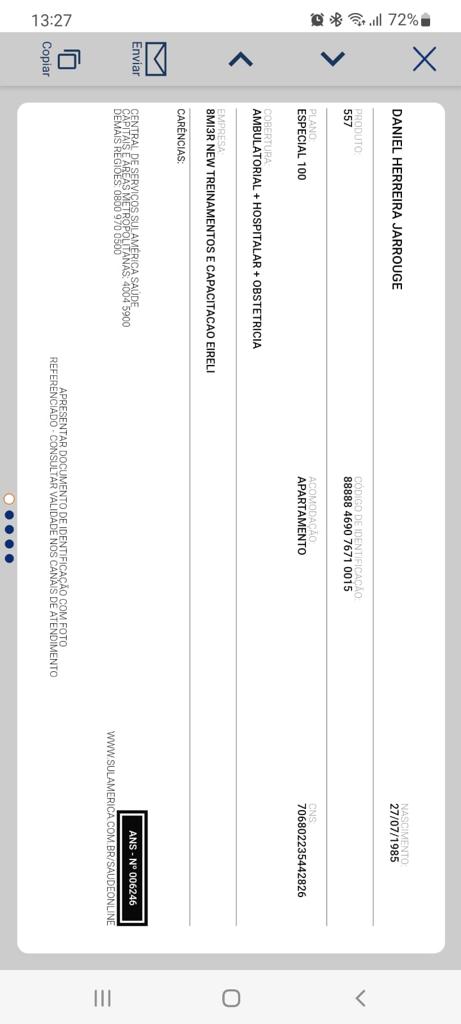 13:27
72%
Copiar
Enviar
DANIEL HERREIRA JARROUGE
NASCIMENTO:
27/07/1985
PRODUTO:
557
CÓDIGO DE IDENTIFICAÇÃO:
88888 4690 7671 0015
PLANO:
ESPECIAL 100
ACOMODAÇÃO:
APARTAMENTO
CNS:
706802235442826
COBERTURA:
AMBULATORIAL + HOSPITALAR + OBSTETRICIA
EMPRESA:
8MI3R NEW TREINAMENTOS E CAPACITACAO EIRELI
CARÊNCIAS:
CENTRAL DE SERVIÇOS SULAMÉRICA SAÚDE
CAPITAIS E ÁREAS METROPOLITANAS: 4004 5900
DEMAIS REGIÕES: 0800 970 0500
ANS - Nº 006246
WWW.SULAMERICA.COM.BR/SAUDEONLINE
APRESENTAR DOCUMENTO DE IDENTIFICAÇÃO COM FOTO
REFERENCIADO - CONSULTAR VALIDADE NOS CANAIS DE ATENDIMENTO